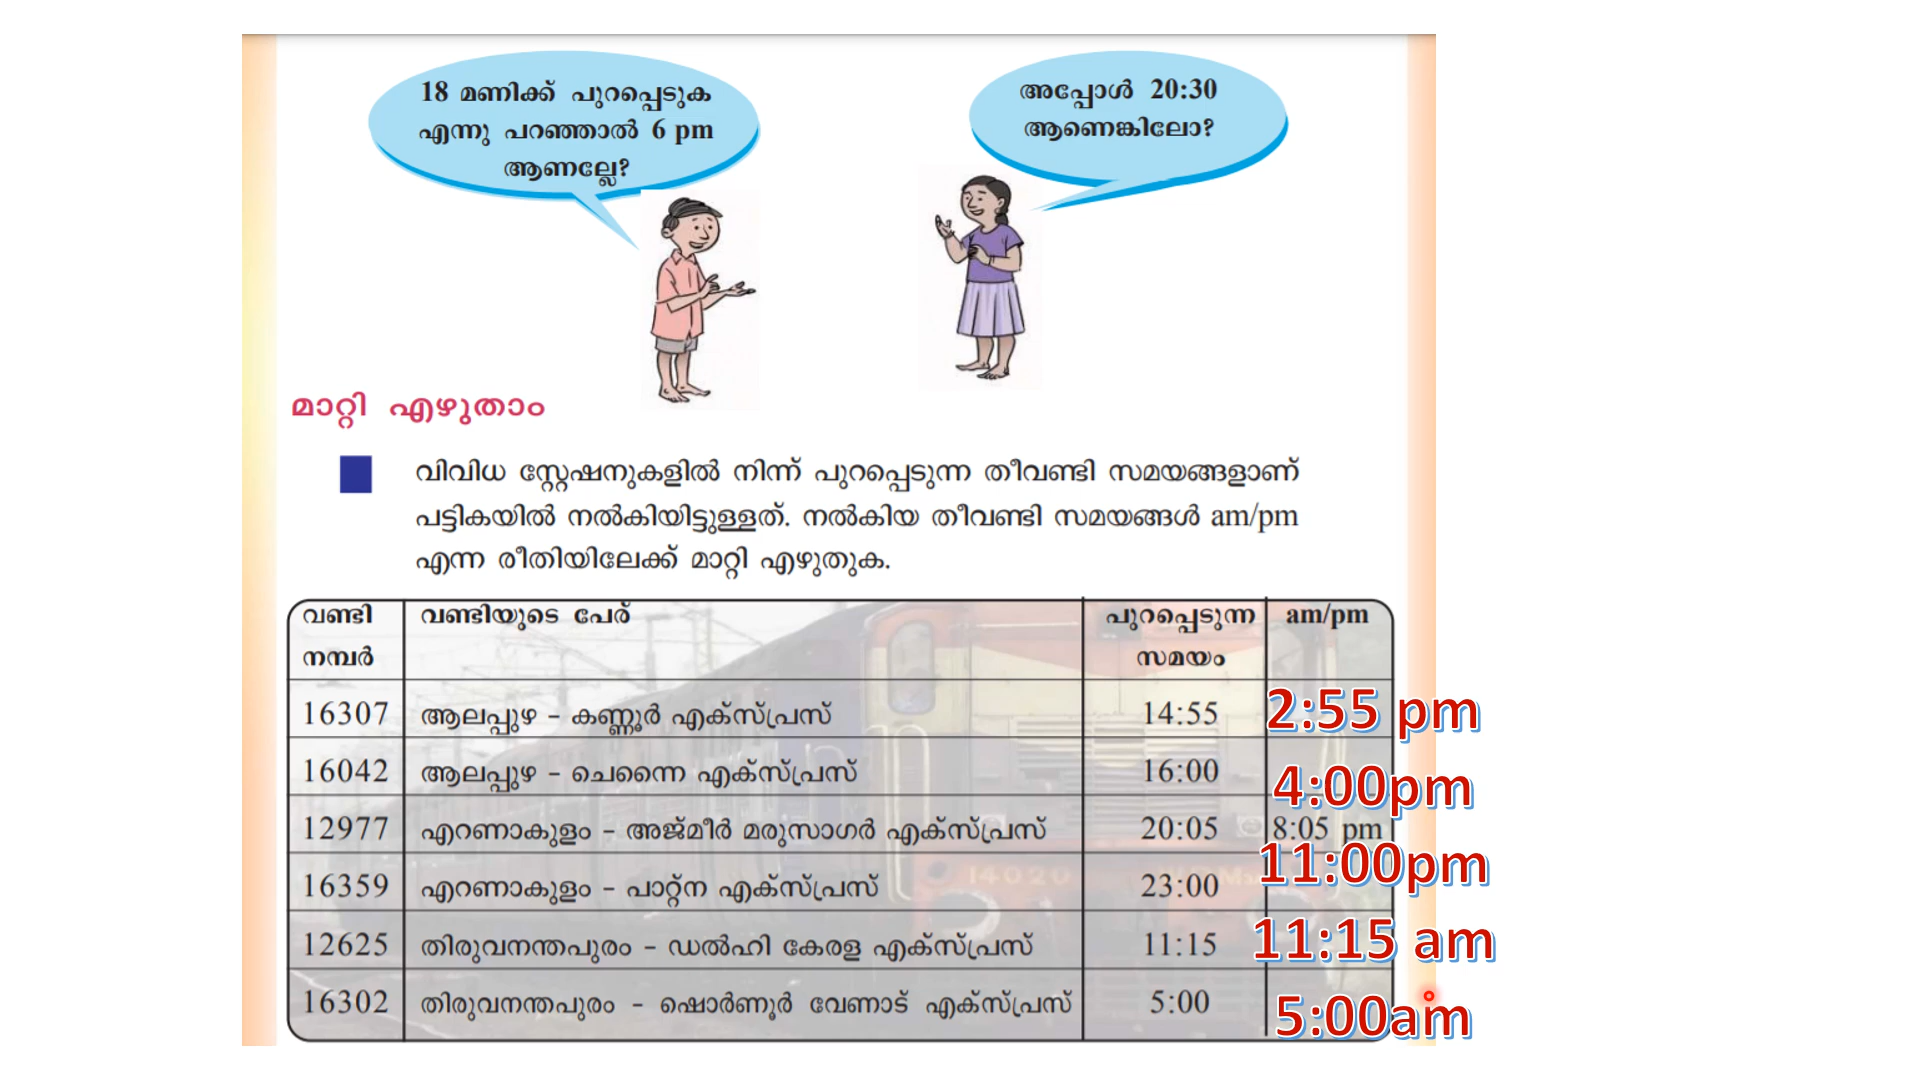 18 മണിക്ക് പുറപ്പെടുക
എന്നു പറഞ്ഞാൽ 6 pm
ആണല്ലേ?
അപ്പോൾ 20:30
ആണെങ്കിലോ?
മാറ്റി എഴുതാം
വിവിധ സ്റ്റേഷനുകളിൽ നിന്ന് പുറപ്പെടുന്ന തീവണ്ടി സമയങ്ങളാണ്
പട്ടികയിൽ നൽകിയിട്ടുള്ളത്. നൽകിയ തീവണ്ടി സമയങ്ങൾ am/pm
എന്ന രീതിയിലേക്ക് മാറ്റി എഴുതുക.
വണ്ടി നമ്പർ വണ്ടിയുടെ പേര് പുറപ്പെടുന്ന സമയം am/pm
16307 ആലപ്പുഴ – കണ്ണൂർ എക്സ്പ്രസ് 14:55 2:55 pm
16042 ആലപ്പുഴ – ചെന്നൈ എക്സ്പ്രസ് 16:00 4:00pm
12977 എറണാകുളം – അജ്മീർ മരുസാഗർ എക്സ്പ്രസ് 20:05 8:05 pm
16359 എറണാകുളം – പാറ്റ്ന എക്സ്പ്രസ് 23:00 11:00pm
12625 തിരുവനന്തപുരം – ഡൽഹി കേരള എക്സ്പ്രസ് 11:15 11:15 am
16302 തിരുവനന്തപുരം – ഷൊർണൂർ വേണാട് എക്സ്പ്രസ് 5:00 5:00am
14020